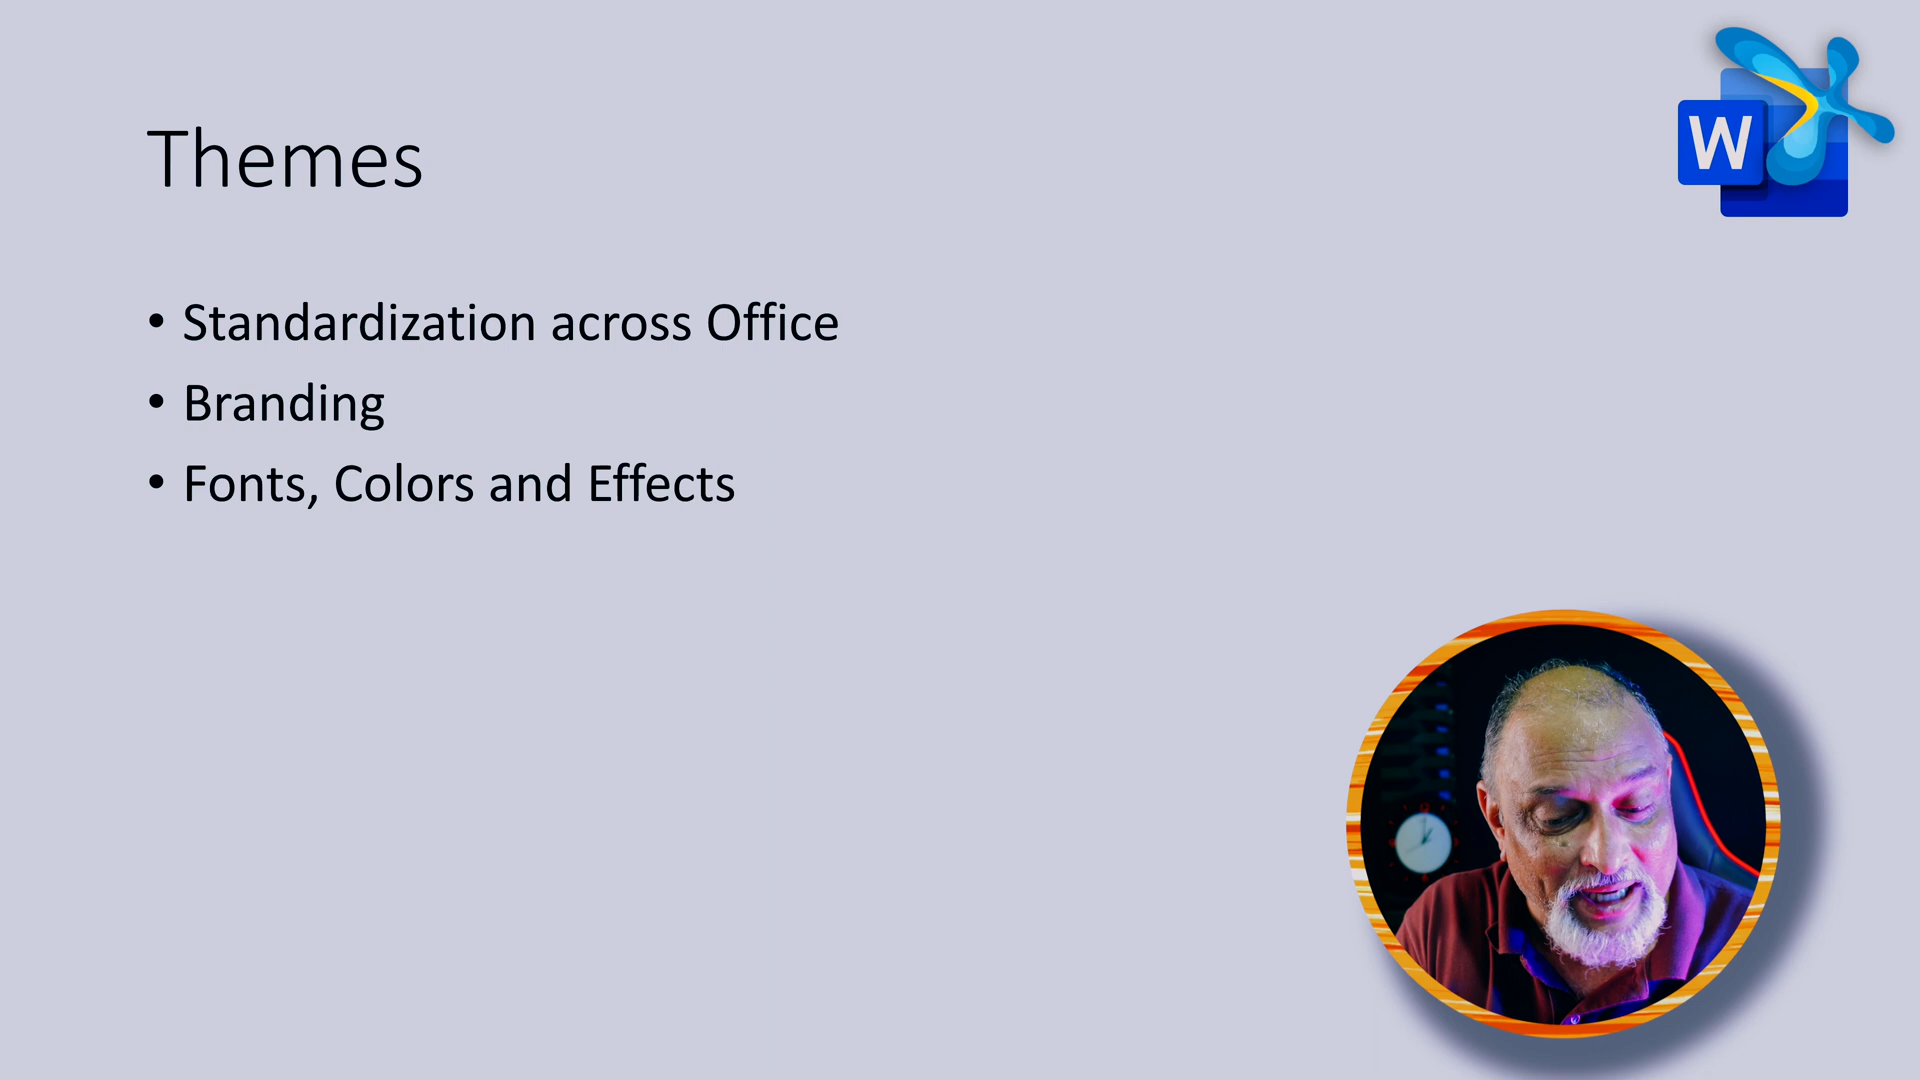 Themes
W
• Standardization across Office
• Branding
• Fonts, Colors and Effects